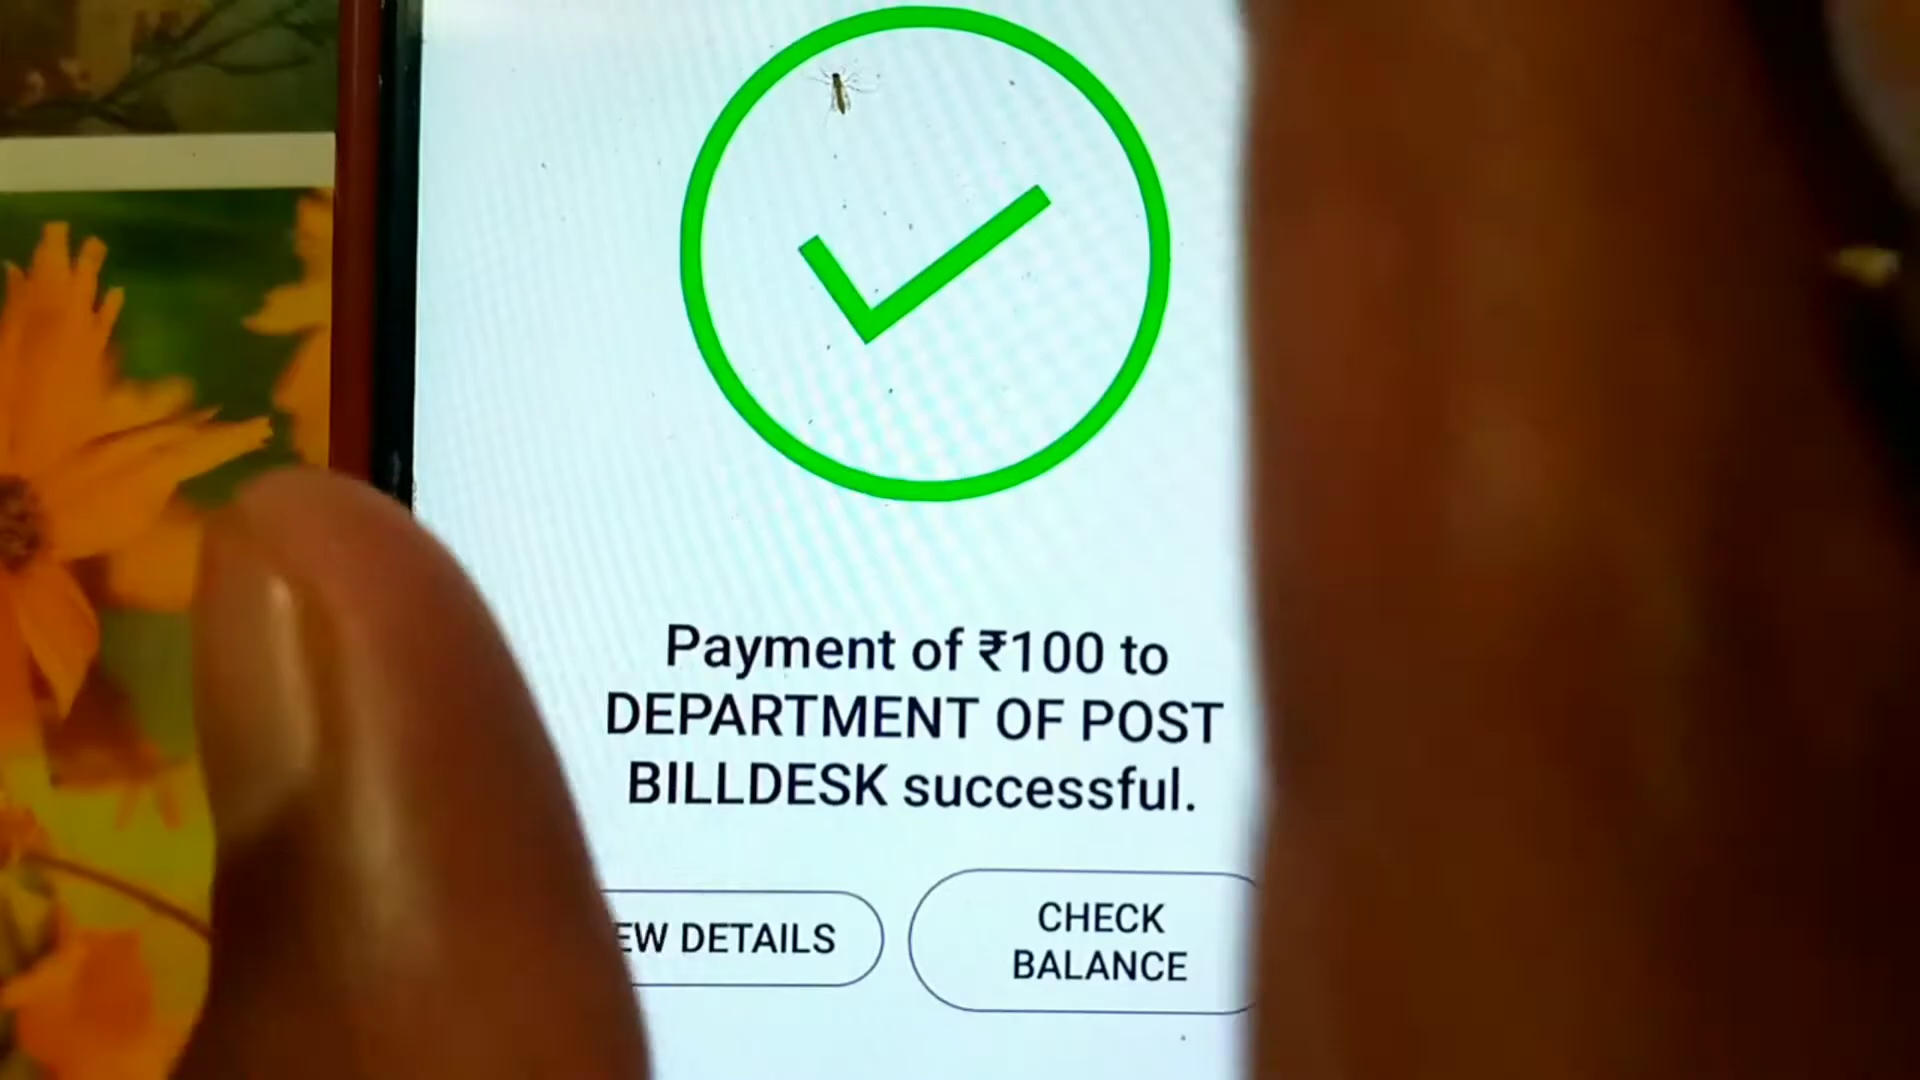 Payment of ₹100 to
DEPARTMENT OF POST
BILLDESK successful.
EW DETAILS
CHECK
BALANCE